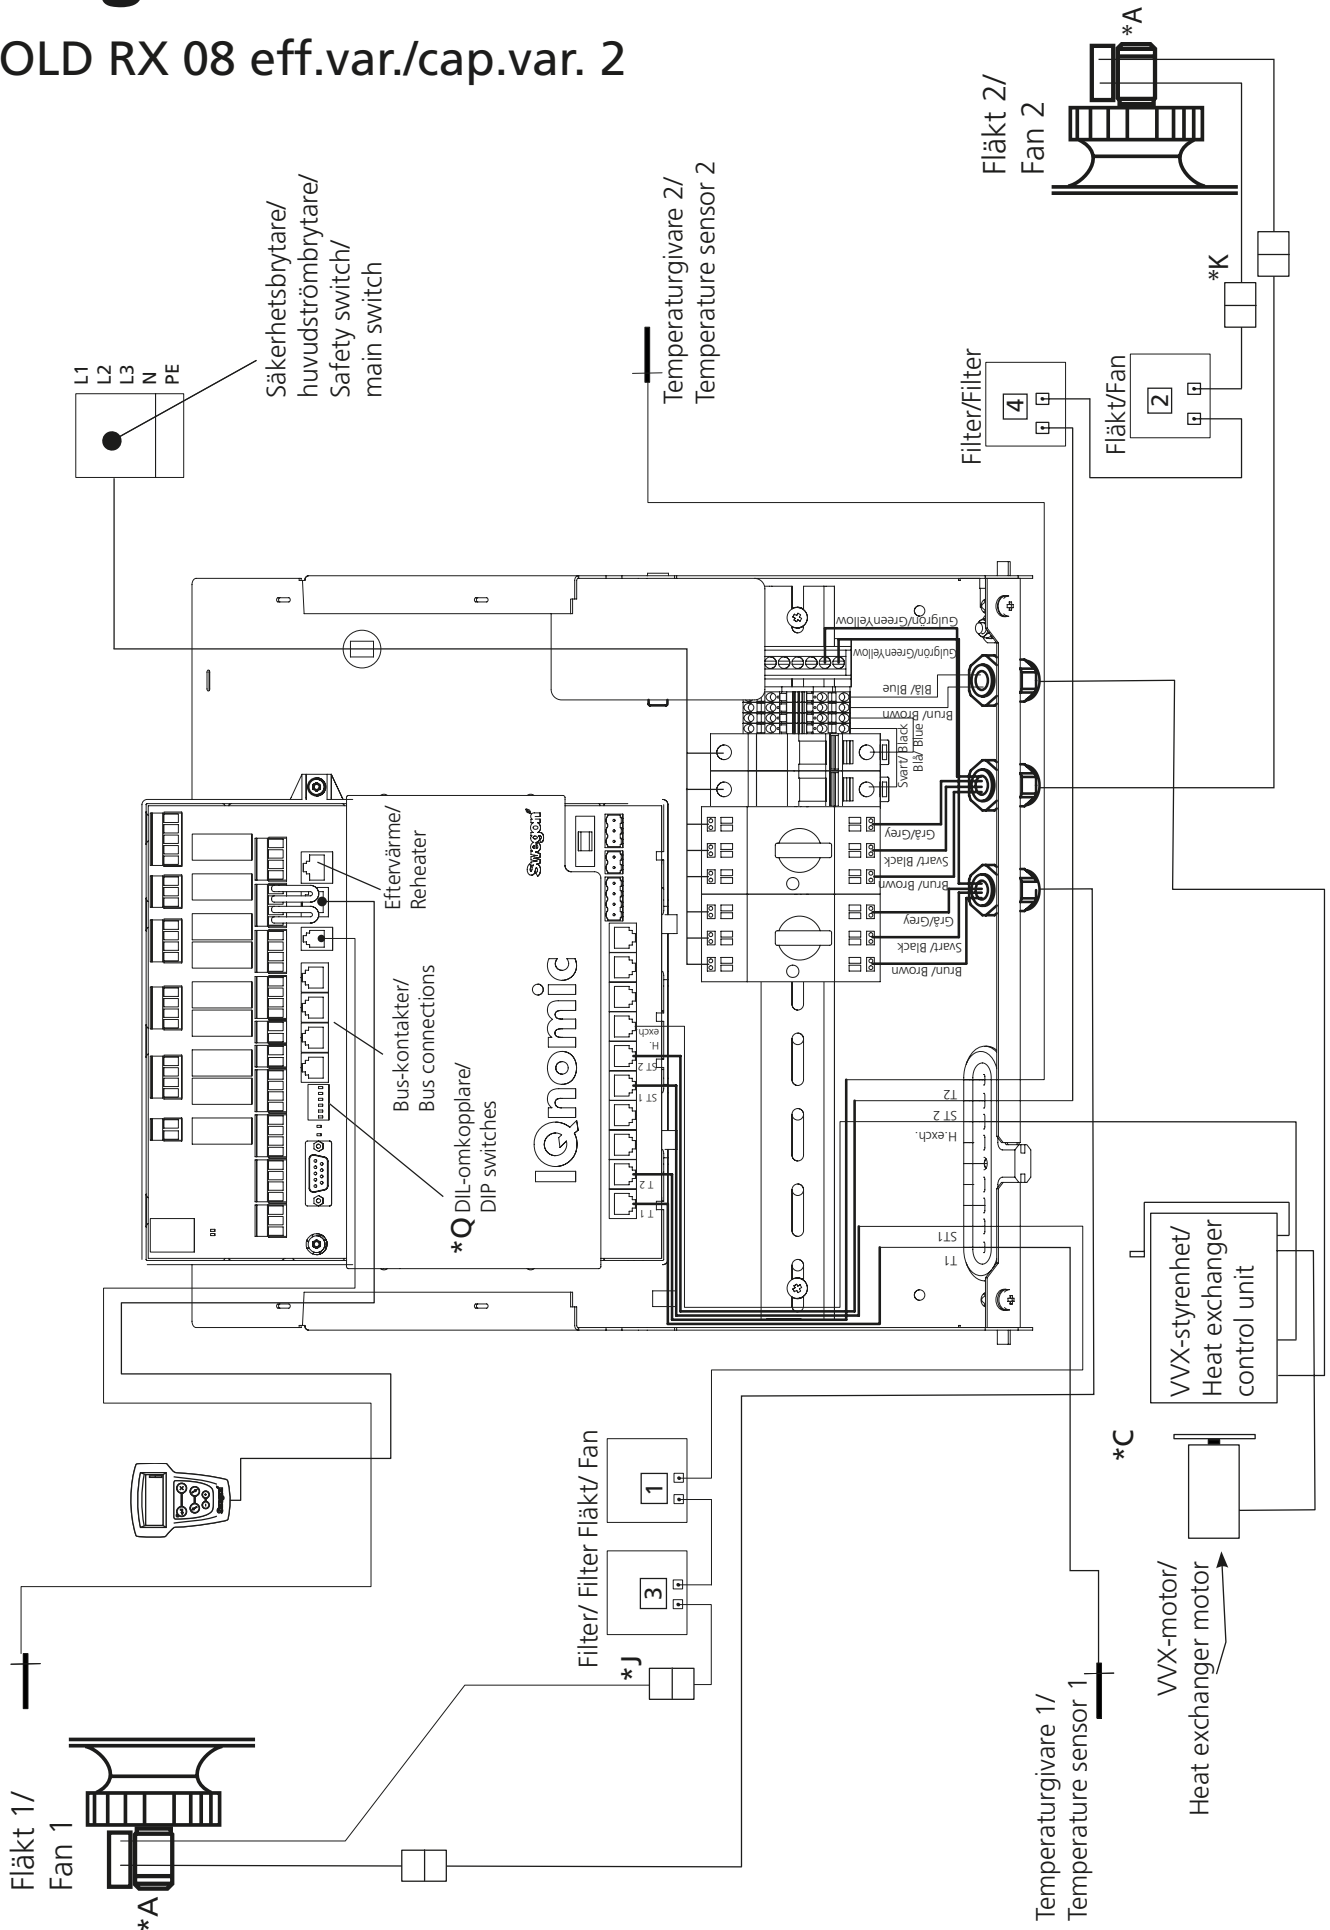 OLD RX 08 eff.var./cap.var. 2
*A
Fläkt 2/
Fan 2
L1
L2
L3
N
PE
Säkerhetsbrytare/
huvudströmbrytare/
Safety switch/
main switch
Temperaturgivare 2/
Temperature sensor 2
*K
Filter/Filter
4
Fläkt/Fan
2
Gulgrön/GreenYellow
Gulgrön/GreenYellow
Blå/ Blue
Brun/ Brown
Svart/ Black
Blå/ Blue
Grå/Grey
Svart/ Black
Brun/ Brown
Grå/Grey
Svart/ Black
Brun/ Brown
Swegon
Eftervärme/
Reheater
Bus-kontakter/
Bus connections
*Q DIL-omkopplare/
DIP switches
IQnomic
H.
exch
ST 2
ST 1
T 2
T 1
T2
ST 2
H.exch.
ST1
T1
VVX-styrenhet/
Heat exchanger
control unit
*C
VVX-motor/
Heat exchanger motor
Swegon
Filter/ Filter Fläkt/ Fan
1
3
*J
Fläkt 1/
Fan 1
*A
Temperaturgivare 1/
Temperature sensor 1